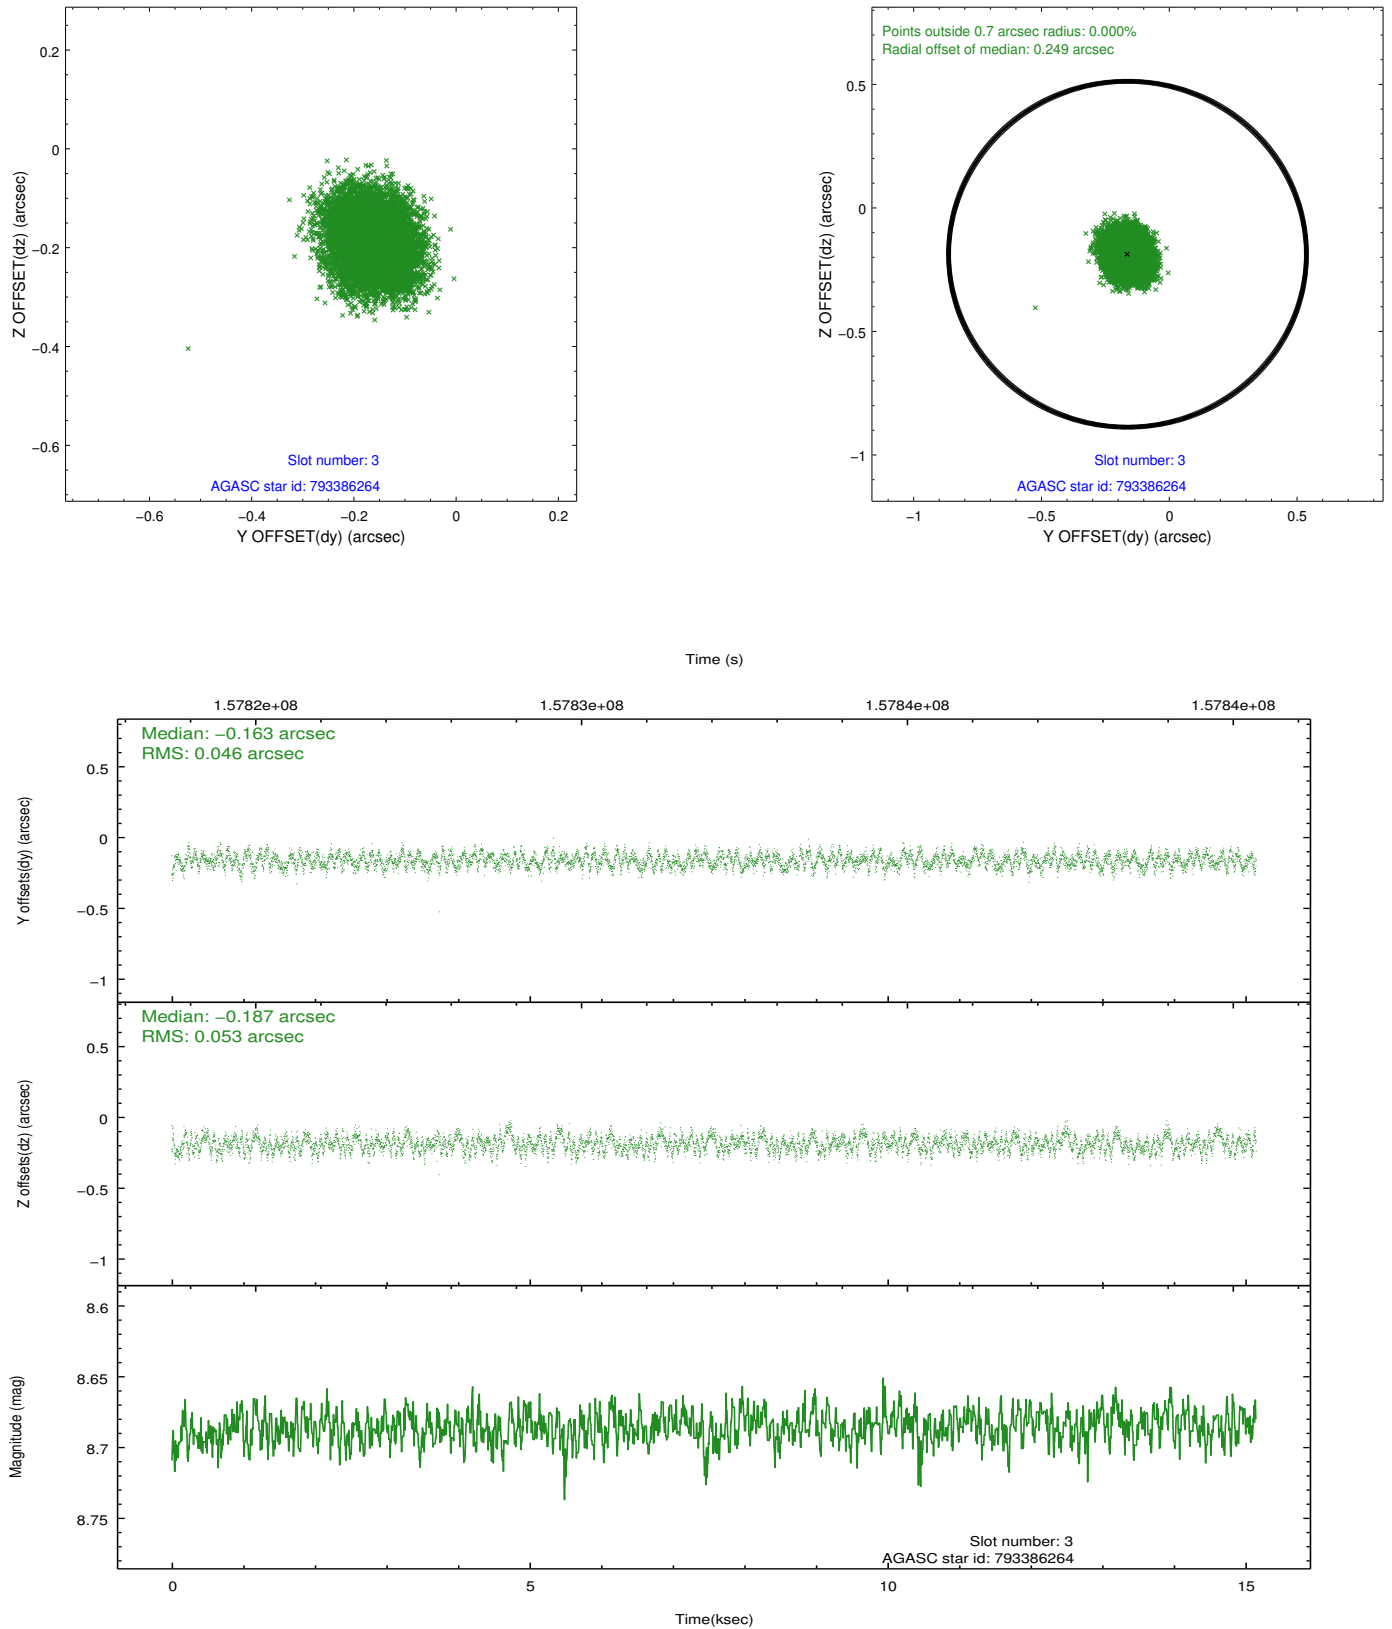 0.2
0
−0.2
−0.4
−0.6
Z OFFSET(dz) (arcsec)
Slot number: 3
AGASC star id: 793386264
−0.6
−0.4
−0.2
0
0.2
Y OFFSET(dy) (arcsec)
Points outside 0.7 arcsec radius: 0.000%
Radial offset of median: 0.249 arcsec
0.5
0
−0.5
−1
Z OFFSET(dz) (arcsec)
Slot number: 3
AGASC star id: 793386264
−1
−0.5
0
0.5
Y OFFSET(dy) (arcsec)
Time (s)
1.5782e+08
1.5783e+08
1.5784e+08
1.5784e+08
Median: −0.163 arcsec
RMS: 0.046 arcsec
0.5
0
−0.5
−1
Y offsets(dy) (arcsec)
Median: −0.187 arcsec
RMS: 0.053 arcsec
0.5
0
−0.5
−1
Z offsets(dz) (arcsec)
8.6
8.65
8.7
8.75
Magnitude (mag)
Slot number: 3
AGASC star id: 793386264
0
5
10
15
Time(ksec)